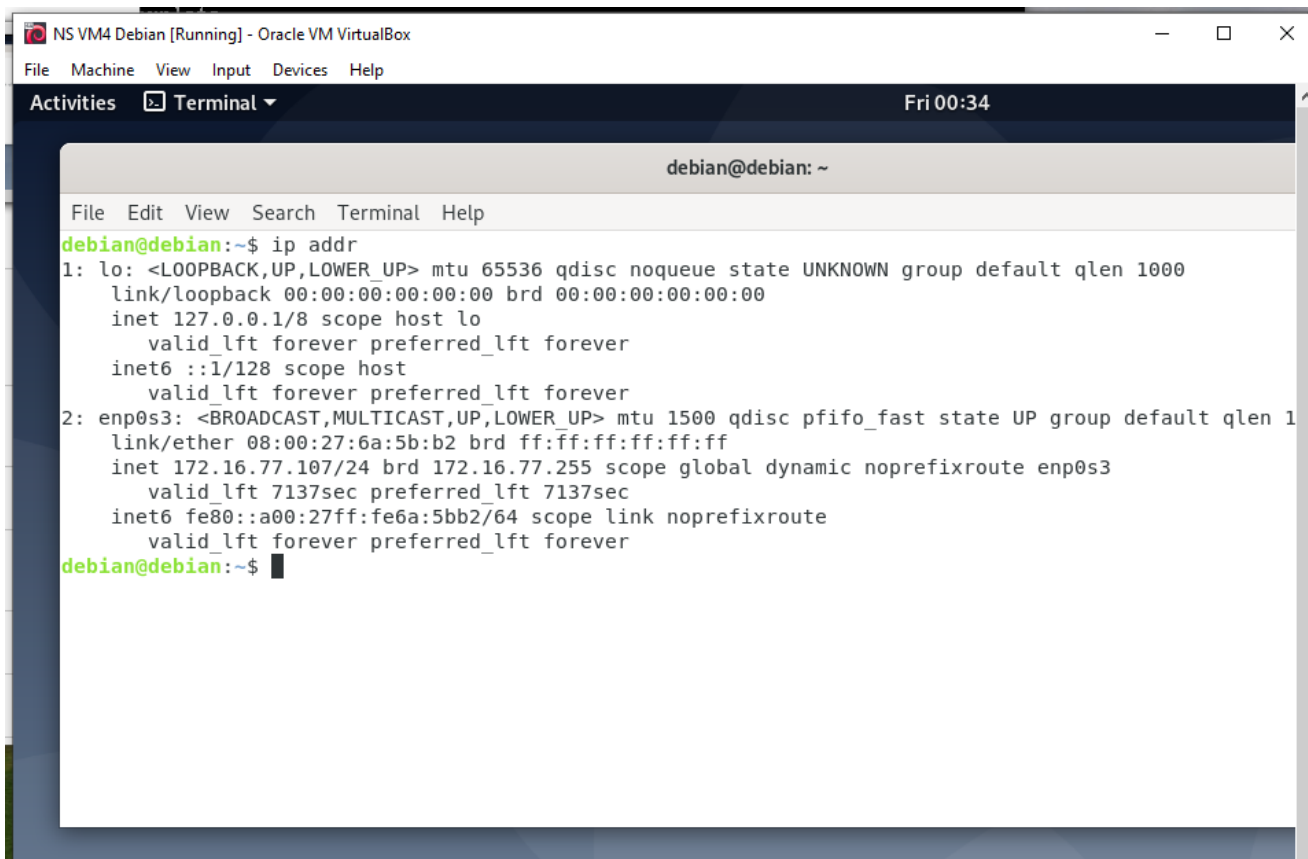 NS VM4 Debian [Running] - Oracle VM VirtualBox
File Machine View Input Devices Help
Activities Terminal Fri 00:34
debian@debian: ~
File Edit View Search Terminal Help
debian@debian:~$ ip addr
1: lo: <LOOPBACK,UP,LOWER_UP> mtu 65536 qdisc noqueue state UNKNOWN group default qlen 1000
    link/loopback 00:00:00:00:00:00 brd 00:00:00:00:00:00
    inet 127.0.0.1/8 scope host lo
       valid_lft forever preferred_lft forever
    inet6 ::1/128 scope host
       valid_lft forever preferred_lft forever
2: enp0s3: <BROADCAST,MULTICAST,UP,LOWER_UP> mtu 1500 qdisc pfifo_fast state UP group default qlen 1
    link/ether 08:00:27:6a:5b:b2 brd ff:ff:ff:ff:ff:ff
    inet 172.16.77.107/24 brd 172.16.77.255 scope global dynamic noprefixroute enp0s3
       valid_lft 7137sec preferred_lft 7137sec
    inet6 fe80::a00:27ff:fe6a:5bb2/64 scope link noprefixroute
       valid_lft forever preferred_lft forever
debian@debian:~$